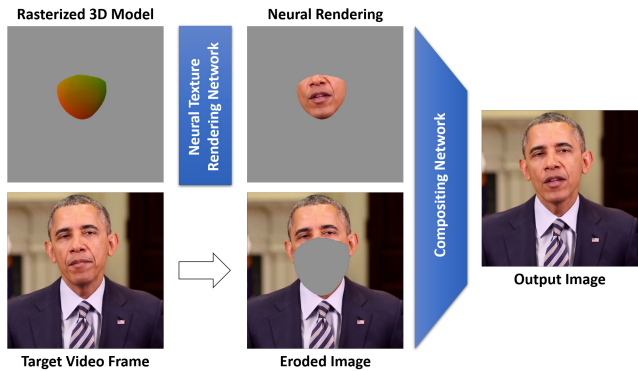 Rasterized 3D Model
Neural Rendering
Neural Texture
Rendering Network
Compositing Network
Output Image
Target Video Frame
Eroded Image